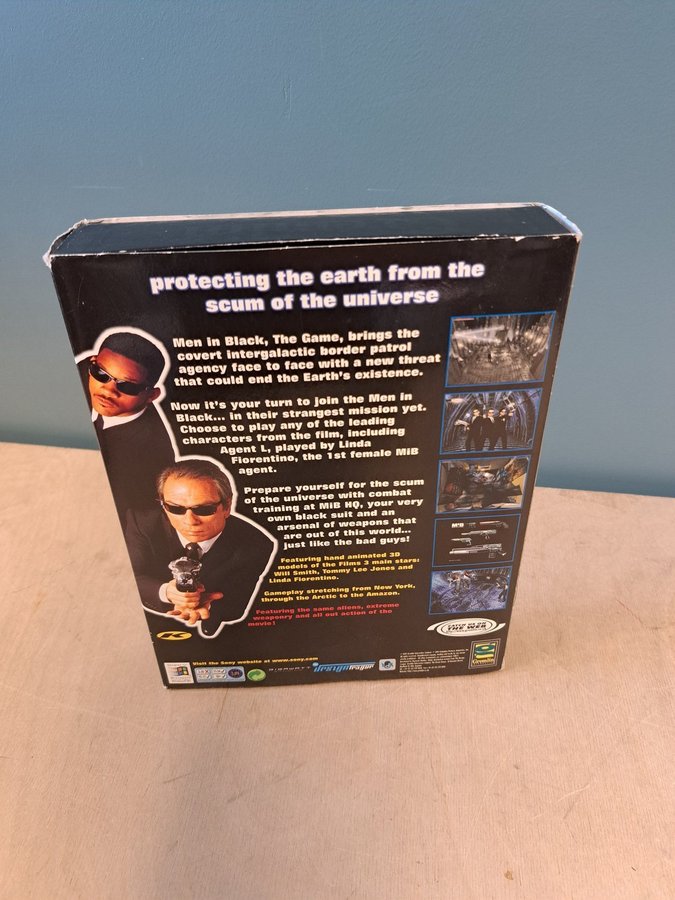 protecting the earth from the
scum of the universe
Men in Black, The Game, brings the
covert intergalactic border patrol
agency face to face with a new threat
that could end the Earth's existence.
Now it's your turn to join the Men in
Black... in their strangest mission yet.
Choose to play any of the leading
characters from the film, including
Agent L, played by Linda
Fiorentino, the 1st female MiB
agent.
Prepare yourself for the scum
of the universe with combat
training at MiB HQ, your very
own black suit and an
arsenal of weapons that
are out of this world...
just like the bad guys!
Featuring hand animated 3D
models of the Films 3 main stars:
Will Smith, Tommy Lee Jones and
Linda Fiorentino.
Gameplay stretching from New York,
through the Arctic to the Amazon.
Featuring the same aliens, extreme
weaponry and all out action of the
movie!
MiB
CATCH US ON
THE WEB
Visit the Sony website at www.sony.com
GIGAWATT
designdragon
Gremlin